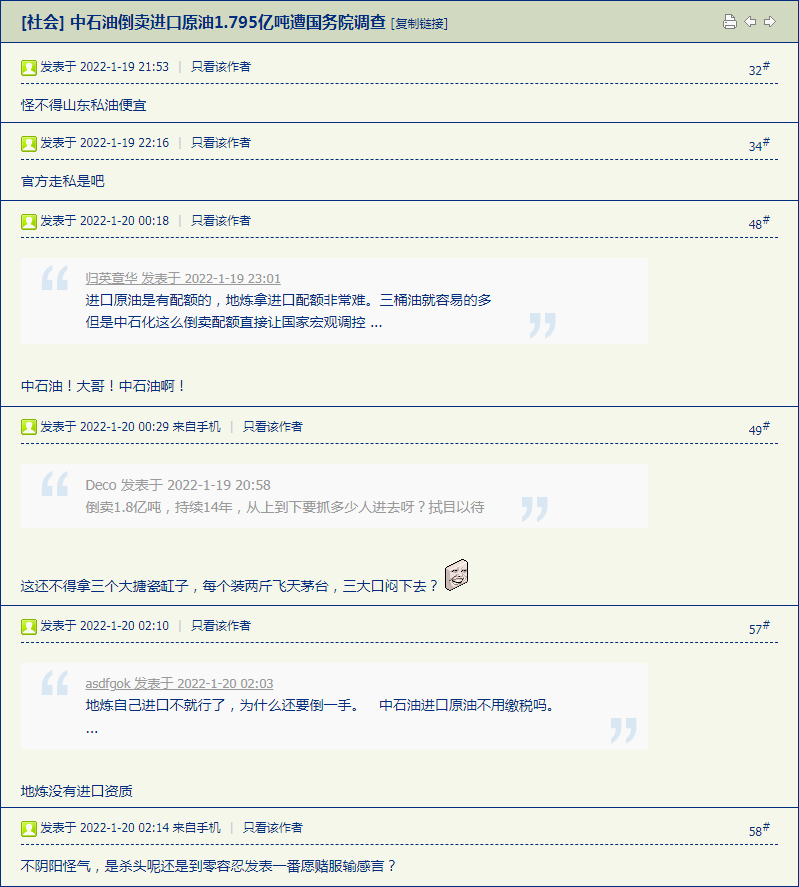 [社会] 中石油倒卖进口原油1.795亿吨遭国务院调查 [复制链接]
发表于 2022-1-19 21:53 | 只看该作者 32#
怪不得山东私油便宜
发表于 2022-1-19 22:16 | 只看该作者 34#
官方走私是吧
发表于 2022-1-20 00:18 | 只看该作者 48#
归英童华 发表于 2022-1-19 23:01
进口原油是有配额的，地炼拿进口配额非常难。三桶油就容易的多
但是中石化这么倒卖配额直接让国家宏观调控 ...
中石油！大哥！中石油啊！
发表于 2022-1-20 00:29 来自手机 | 只看该作者 49#
Deco 发表于 2022-1-19 20:58
倒卖1.8亿吨，持续14年，从上到下要抓多少人进去呀？拭目以待
这还不得拿三个大搪瓷缸子，每个装两斤飞天茅台，三大口闷下去？
发表于 2022-1-20 02:10 | 只看该作者 57#
asdfgok 发表于 2022-1-20 02:03
地炼自己进口不就行了，为什么还要倒一手。 中石油进口原油不用缴税吗。
...
地炼没有进口资质
发表于 2022-1-20 02:14 来自手机 | 只看该作者 58#
不阴阳怪气，是杀头呢还是到零容忍发表一番愿赌服输感言？